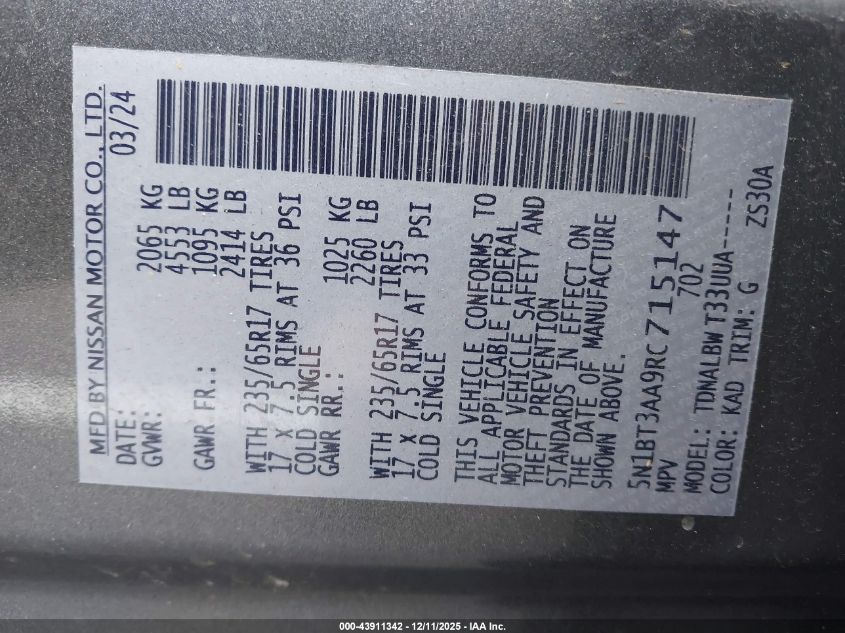 MFD BY NISSAN MOTOR CO., LTD.
DATE: 03/24
GVWR: 2065 KG
4553 LB
GAWR FR.: 1095 KG
2414 LB
WITH 235/65R17 TIRES
17 X 7.5 RIMS AT 36 PSI
COLD SINGLE
GAWR RR.: 1025 KG
2260 LB
WITH 235/65R17 TIRES
17 X 7.5 RIMS AT 33 PSI
COLD SINGLE
THIS VEHICLE CONFORMS TO
ALL APPLICABLE FEDERAL
MOTOR VEHICLE SAFETY AND
THEFT PREVENTION
STANDARDS IN EFFECT ON
THE DATE OF MANUFACTURE
SHOWN ABOVE.
5N1BT3AA9RC715147
MPV 702
MODEL: TDNALBW T33UUA-----
COLOR: KAD TRIM: G ZS30A
000-43911342 - 12/11/2025 - IAA Inc.